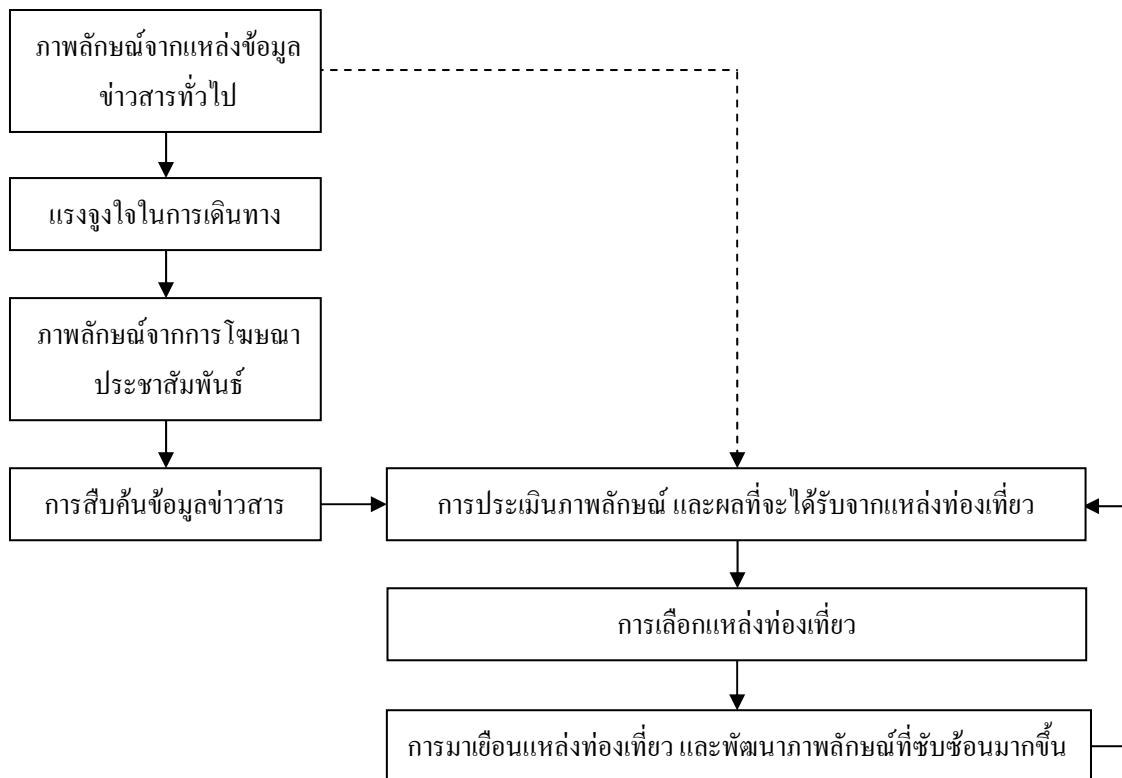 ภาพลักษณ์จากแหล่งข้อมูล
ข่าวสารทั่วไป
แรงจูงใจในการเดินทาง
ภาพลักษณ์จากการโฆษณา
ประชาสัมพันธ์
การสืบค้นข้อมูลข่าวสาร
การประเมินภาพลักษณ์ และผลที่จะได้รับจากแหล่งท่องเที่ยว
การเลือกแหล่งท่องเที่ยว
การมาเยือนแหล่งท่องเที่ยว และพัฒนาภาพลักษณ์ที่ซับซ้อนมากขึ้น